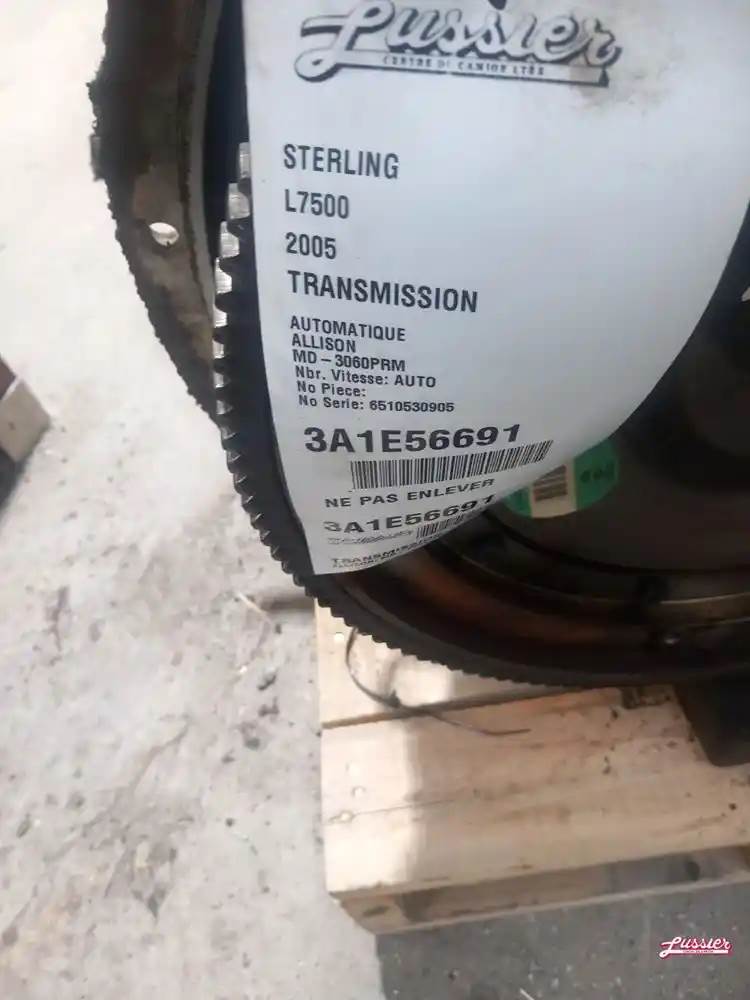 Lussier
CENTRE DU CAMION LTÉE
STERLING
L7500
2005
TRANSMISSION
AUTOMATIQUE
ALLISON
MD-3060PRM
Nbr. Vitesse: AUTO
No Piece:
No Serie: 6510530905
3A1E56691
NE PAS ENLEVER
3A1E56691
TRANSMISSION
Lussier